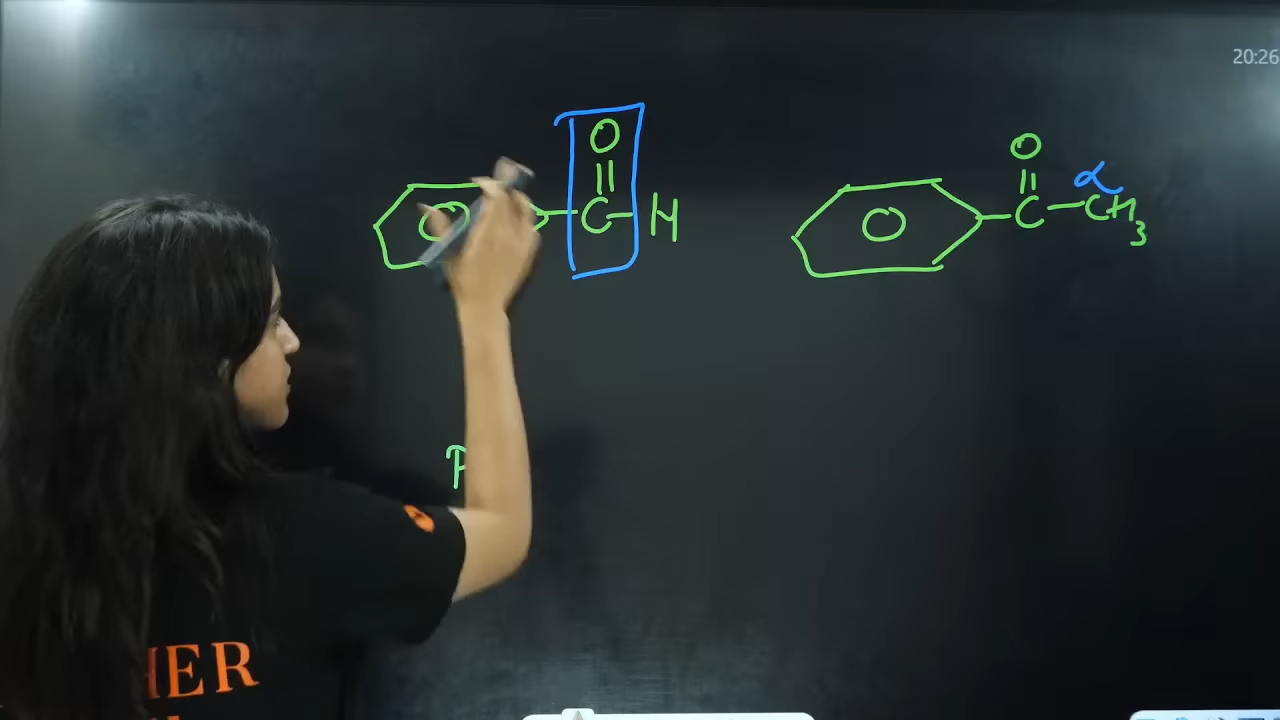 20:26
O
||
C-H
O
||
C-CH3
α
P
HER